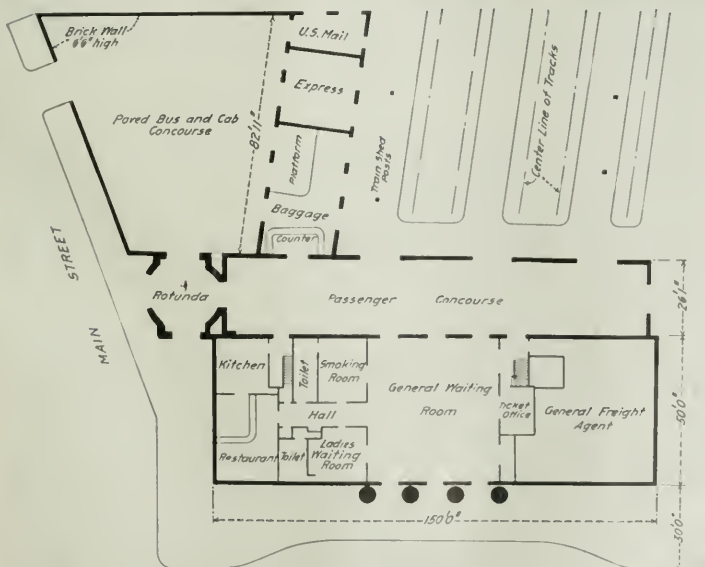 Brick Wall
6'6" high
U.S. Mail
Express
Paved Bus and Cab
Concourse
82'11"
Platform
Train Shed
Posts
Center Line of Tracks
Baggage
Counter
STREET
MAIN
Rotunda
Passenger Concourse
26'1"
Kitchen
Toilet
Smoking
Room
General Waiting
Room
Hall
Ticket
Office
General Freight
Agent
50'0"
Restaurant
Toilet
Ladies
Waiting
Room
150'0"
30'0"